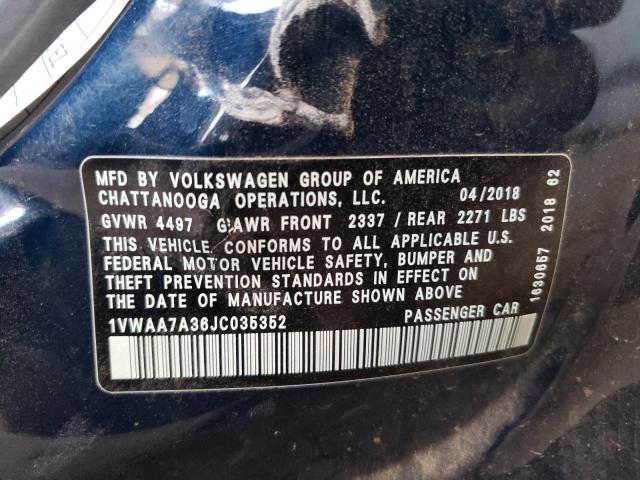 MFD BY VOLKSWAGEN GROUP OF AMERICA
CHATTANOOGA OPERATIONS, LLC. 04/2018
GVWR 4497 GAWR FRONT 2337 / REAR 2271 LBS
THIS VEHICLE CONFORMS TO ALL APPLICABLE U.S.
FEDERAL MOTOR VEHICLE SAFETY, BUMPER AND
THEFT PREVENTION STANDARDS IN EFFECT ON
THE DATE OF MANUFACTURE SHOWN ABOVE
1VWAA7A36JC035352 PASSENGER CAR
1630657 2018 62